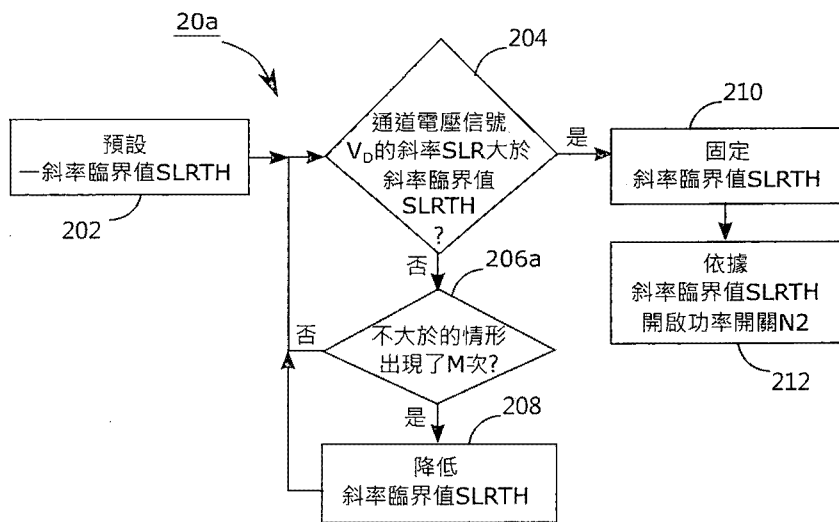 20a
204
通道電壓信號
VD的斜率SLR大於
斜率臨界值
SLRTH
?
是
210
固定
斜率臨界值SLRTH
預設
一斜率臨界值SLRTH
202
否
206a
依據
斜率臨界值SLRTH
開啟功率開關N2
212
否
不大於的情形
出現了M次?
是
208
降低
斜率臨界值SLRTH